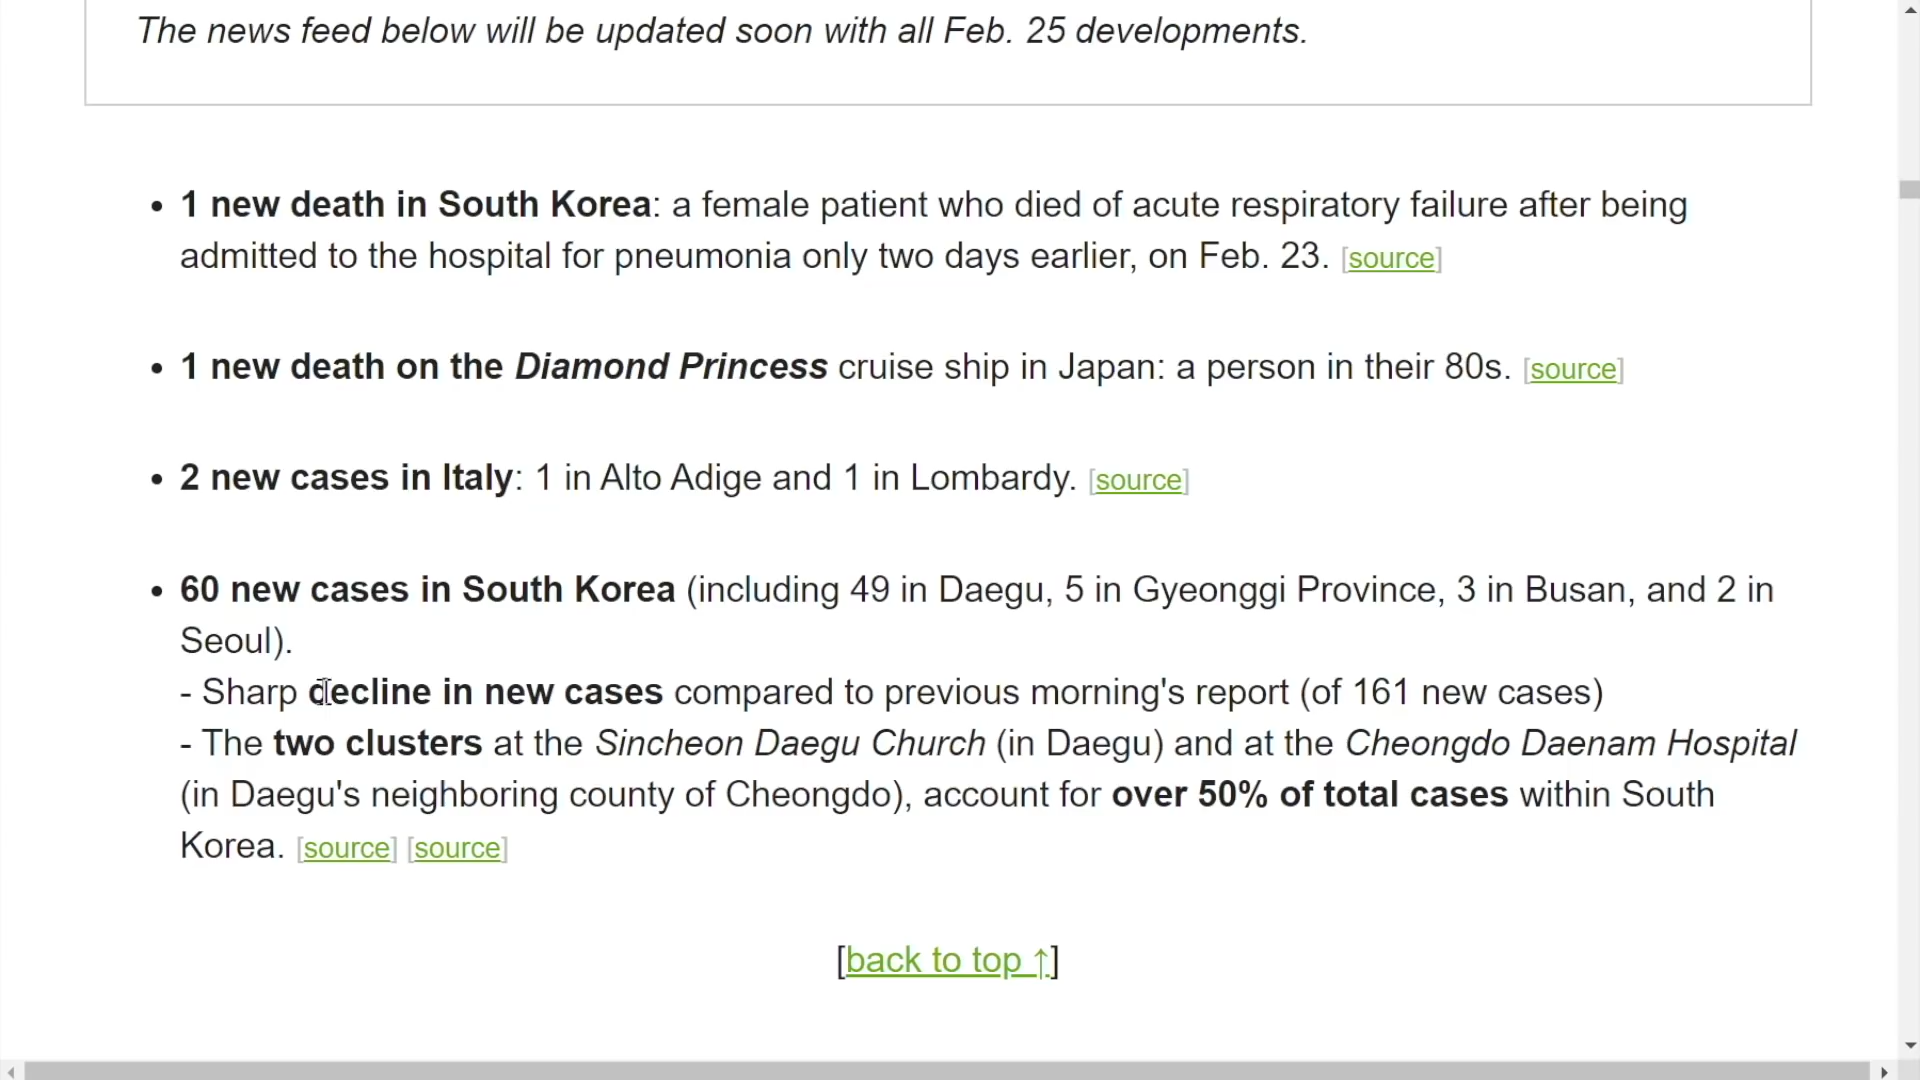 The news feed below will be updated soon with all Feb. 25 developments.
• 1 new death in South Korea: a female patient who died of acute respiratory failure after being
admitted to the hospital for pneumonia only two days earlier, on Feb. 23. [source]
• 1 new death on the Diamond Princess cruise ship in Japan: a person in their 80s. [source]
• 2 new cases in Italy: 1 in Alto Adige and 1 in Lombardy. [source]
• 60 new cases in South Korea (including 49 in Daegu, 5 in Gyeonggi Province, 3 in Busan, and 2 in
Seoul).
- Sharp decline in new cases compared to previous morning's report (of 161 new cases)
- The two clusters at the Sincheon Daegu Church (in Daegu) and at the Cheongdo Daenam Hospital
(in Daegu's neighboring county of Cheongdo), account for over 50% of total cases within South
Korea. [source] [source]
[back to top ↑]